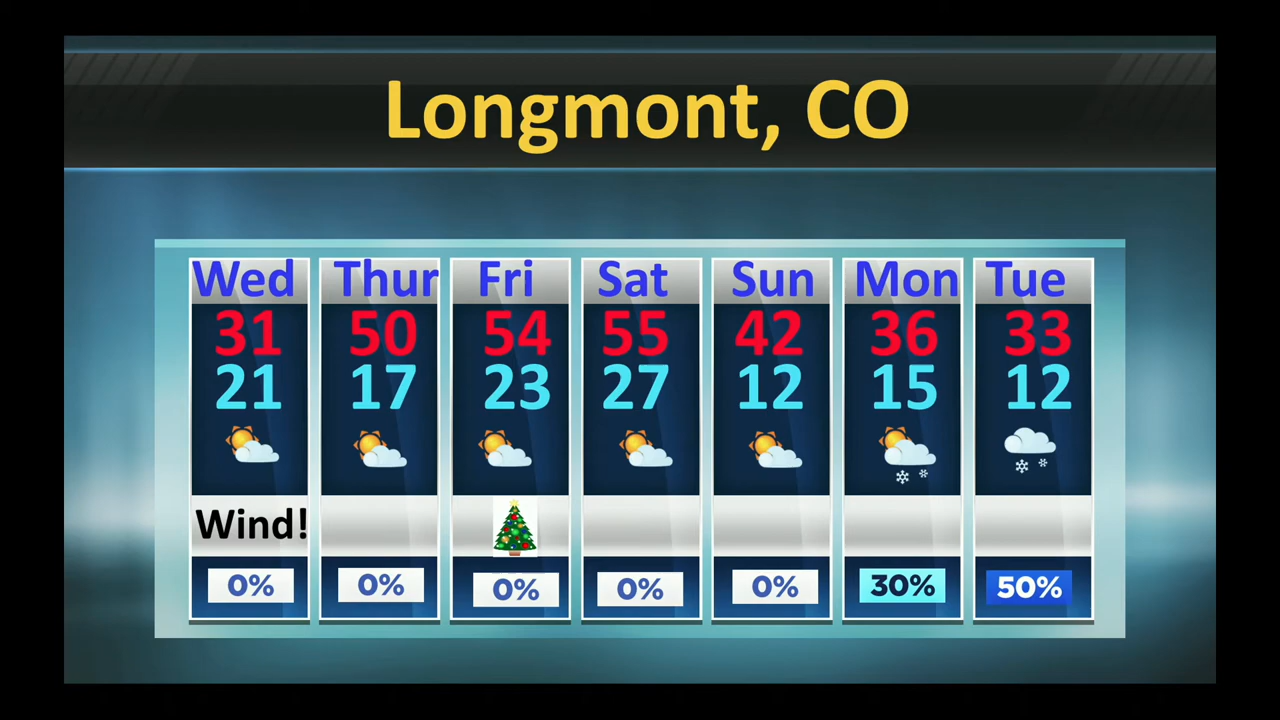 Longmont, CO
Wed Thur Fri Sat Sun Mon Tue
31 50 54 55 42 36 33
21 17 23 27 12 15 12
Wind!
0% 0% 0% 0% 0% 30% 50%